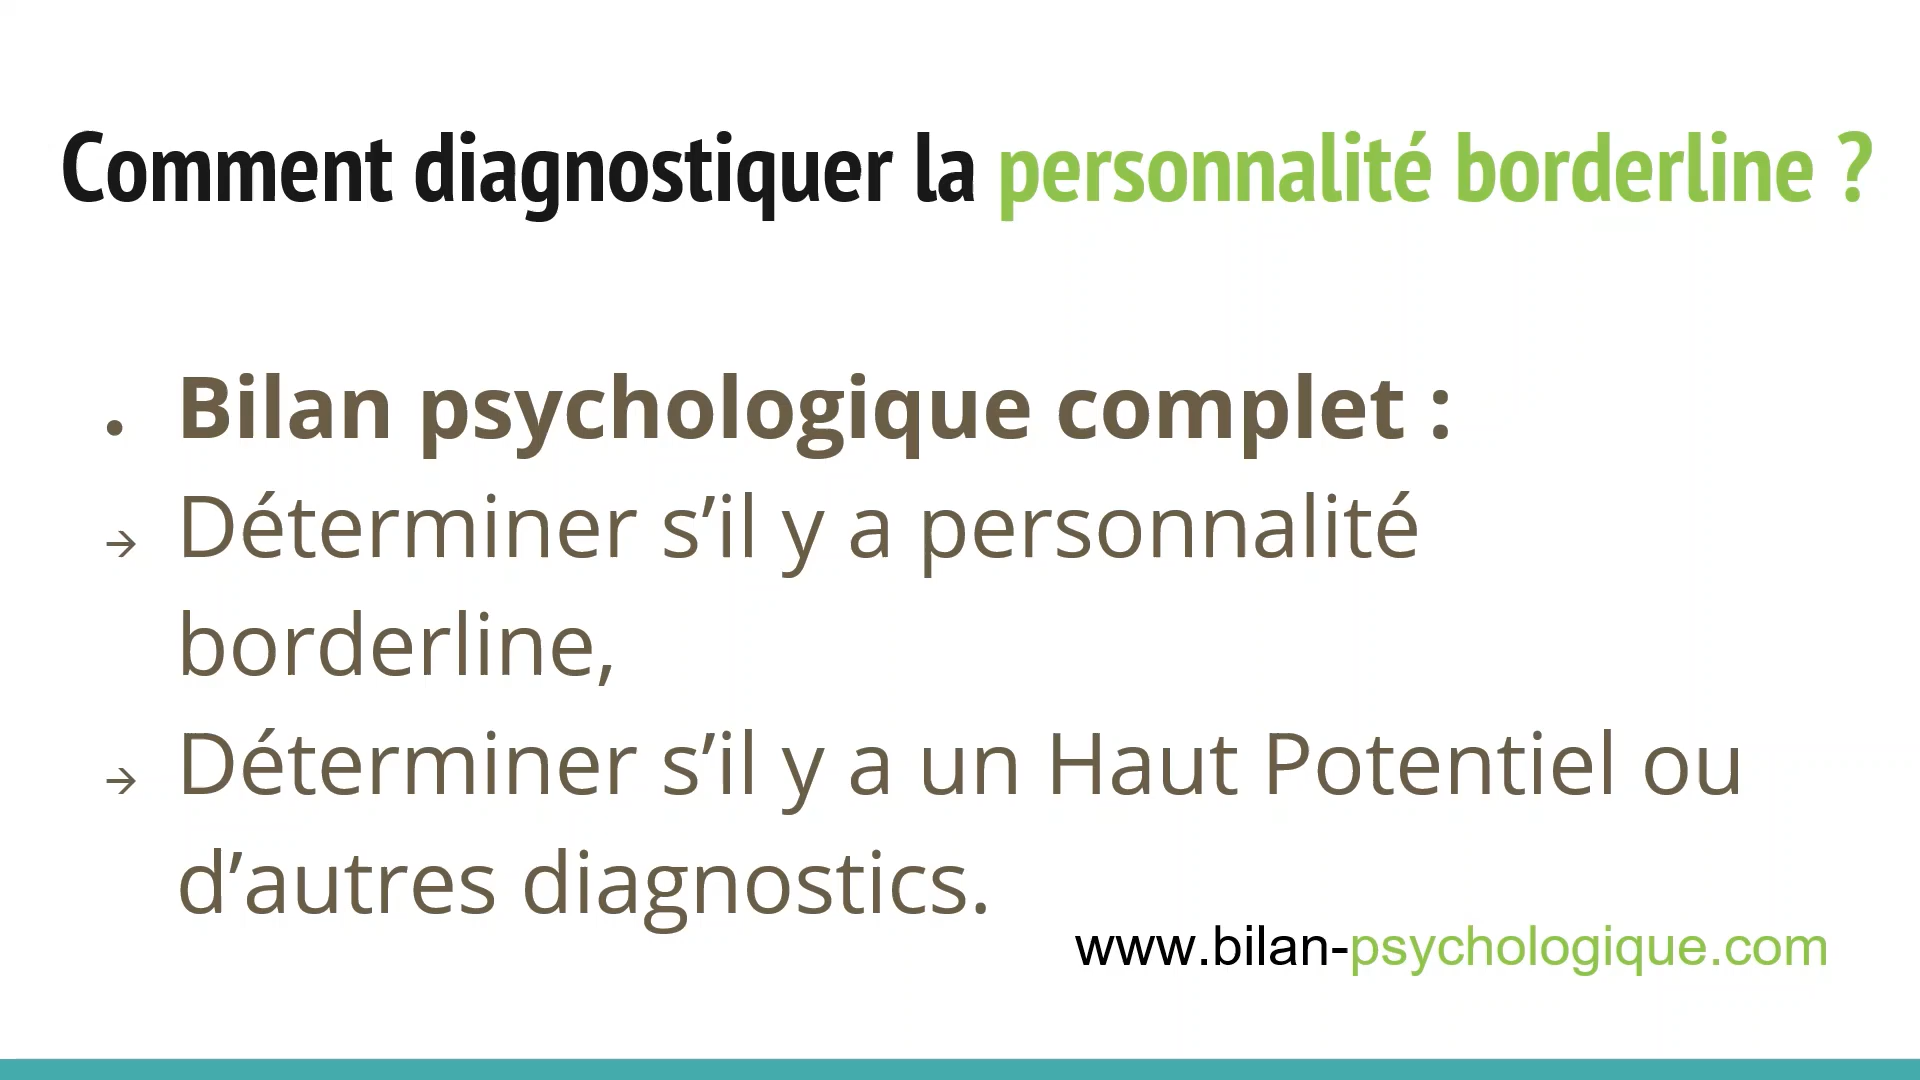 Comment diagnostiquer la personnalité borderline ?
• Bilan psychologique complet :
→ Déterminer s’il y a personnalité
borderline,
→ Déterminer s’il y a un Haut Potentiel ou
d’autres diagnostics.
www.bilan-psychologique.com